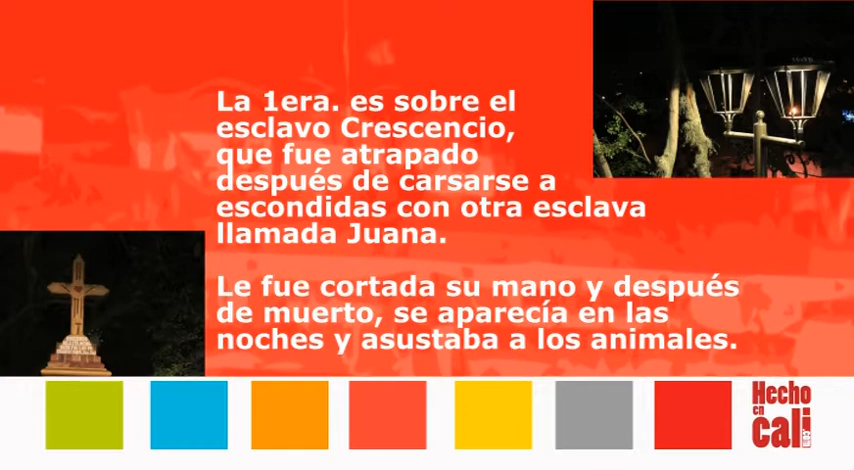 La 1era. es sobre el
esclavo Crescencio,
que fue atrapado
después de carsarse a
escondidas con otra esclava
llamada Juana.
Le fue cortada su mano y después
de muerto, se aparecía en las
noches y asustaba a los animales.
Hecho
en
cali
.com